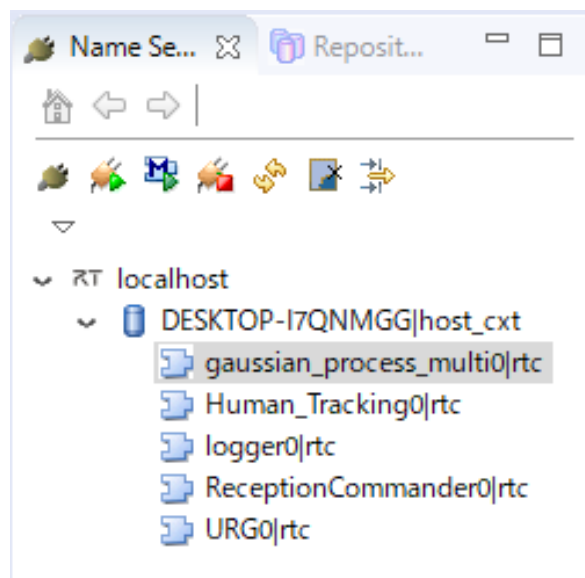 Name Se... Reposit...
RT localhost
DESKTOP-I7QNMGG|host_cxt
gaussian_process_multi0|rtc
Human_Tracking0|rtc
logger0|rtc
ReceptionCommander0|rtc
URG0|rtc